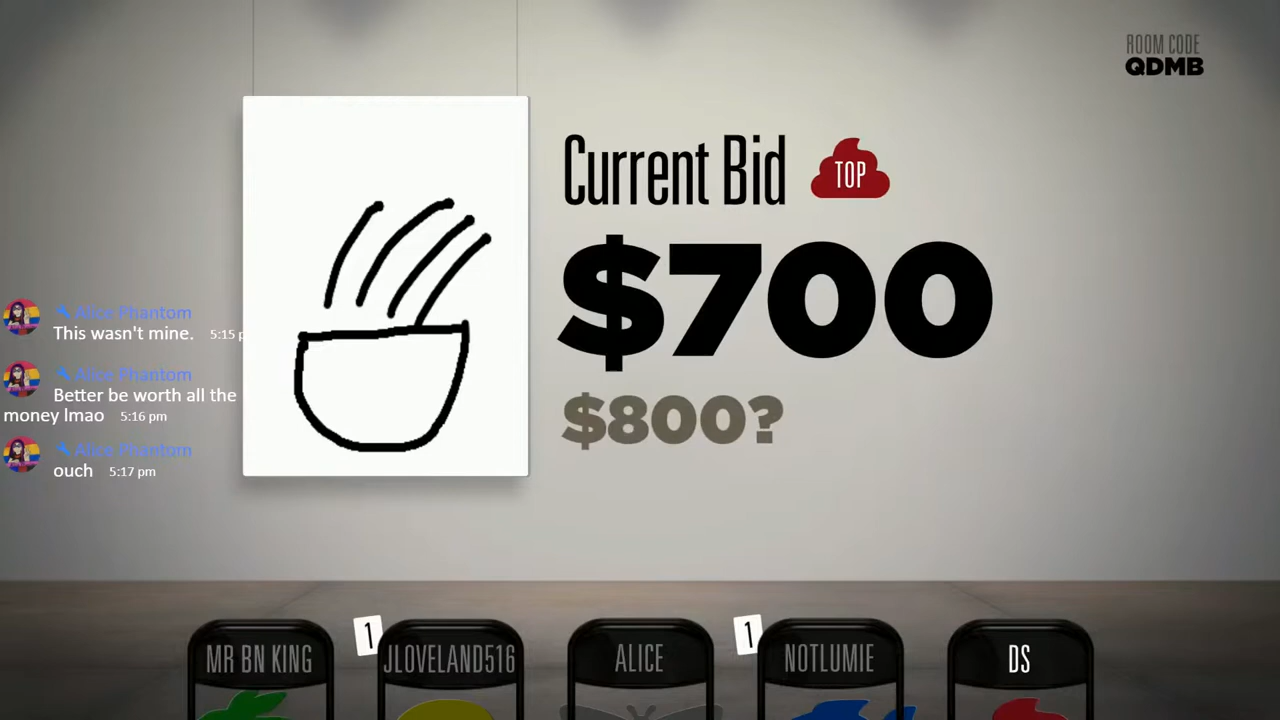 ROOM CODE
QDMB
Current Bid
TOP
$700
$800?
Alice Phantom
This wasn't mine. 5:15 p
Alice Phantom
Better be worth all the
money lmao 5:16 pm
Alice Phantom
ouch 5:17 pm
MR BN KING
1
JLOVELAND516
ALICE
1
NOTLUMIE
DS